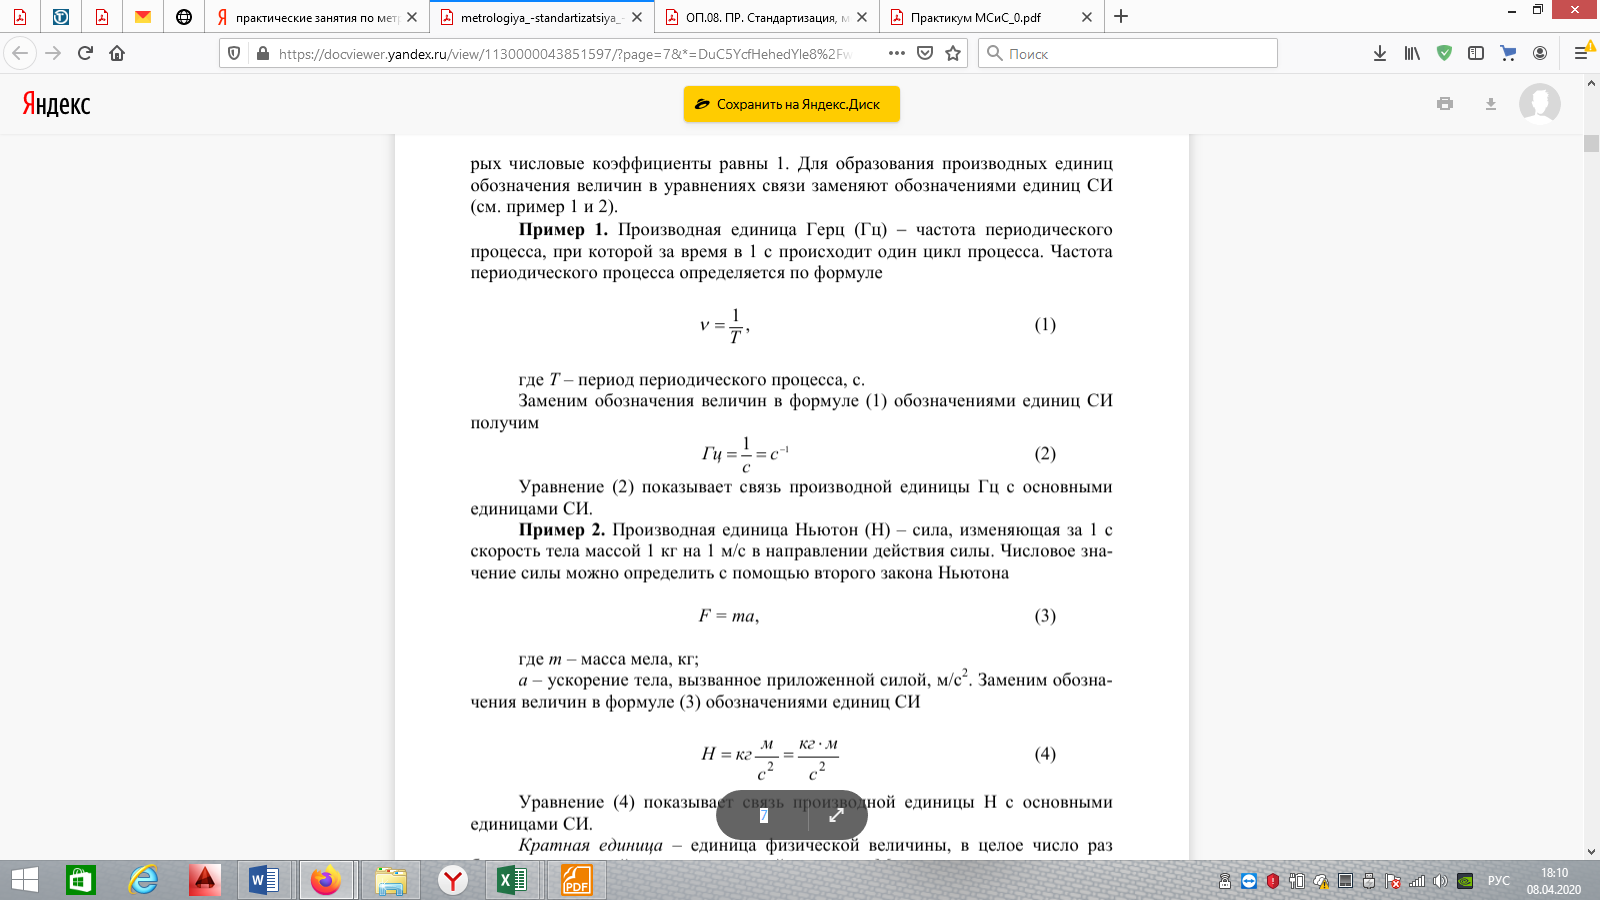 практические занятия по мет
metrologiya_-standartizatsiya_-
ОП.08. ПР. Стандартизация, м
Практикум МСиС_0.pdf
https://docviewer.yandex.ru/view/1130000043851597/?page=7&*=DuC5YcfHehedYle8%2Fw
Поиск
Яндекс
Сохранить на Яндекс.Диск
рых числовые коэффициенты равны 1. Для образования производных единиц
обозначения величин в уравнениях связи заменяют обозначениями единиц СИ
(см. пример 1 и 2).
Пример 1. Производная единица Герц (Гц) – частота периодического
процесса, при которой за время в 1 с происходит один цикл процесса. Частота
периодического процесса определяется по формуле
ν = 1/T, (1)
где T – период периодического процесса, с.
Заменим обозначения величин в формуле (1) обозначениями единиц СИ
получим
Гц = 1/с = с⁻¹ (2)
Уравнение (2) показывает связь производной единицы Гц с основными
единицами СИ.
Пример 2. Производная единица Ньютон (Н) – сила, изменяющая за 1 с
скорость тела массой 1 кг на 1 м/с в направлении действия силы. Числовое зна-
чение силы можно определить с помощью второго закона Ньютона
F = ma, (3)
где m – масса мела, кг;
a – ускорение тела, вызванное приложенной силой, м/с². Заменим обозна-
чения величин в формуле (3) обозначениями единиц СИ
Н = кг м/с² = кг · м/с² (4)
Уравнение (4) показывает связь производной единицы Н с основными
единицами СИ.
7
Кратная единица – единица физической величины, в целое число раз
РУС
18:10
08.04.2020